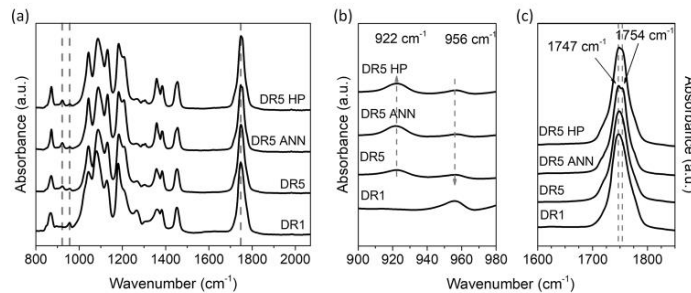 (a)
Absorbance (a.u.)
DR5 HP
DR5 ANN
DR5
DR1
800 1000 1200 1400 1600 1800 2000
Wavenumber (cm⁻¹)
(b)
922 cm⁻¹ 956 cm⁻¹
Absorbance (a.u.)
DR5 HP
DR5 ANN
DR5
DR1
900 920 940 960 980
Wavenumber (cm⁻¹)
(c)
1747 cm⁻¹ 1754 cm⁻¹
Absorbance (a.u.)
DR5 HP
DR5 ANN
DR5
DR1
1600 1700 1800
Wavenumber (cm⁻¹)